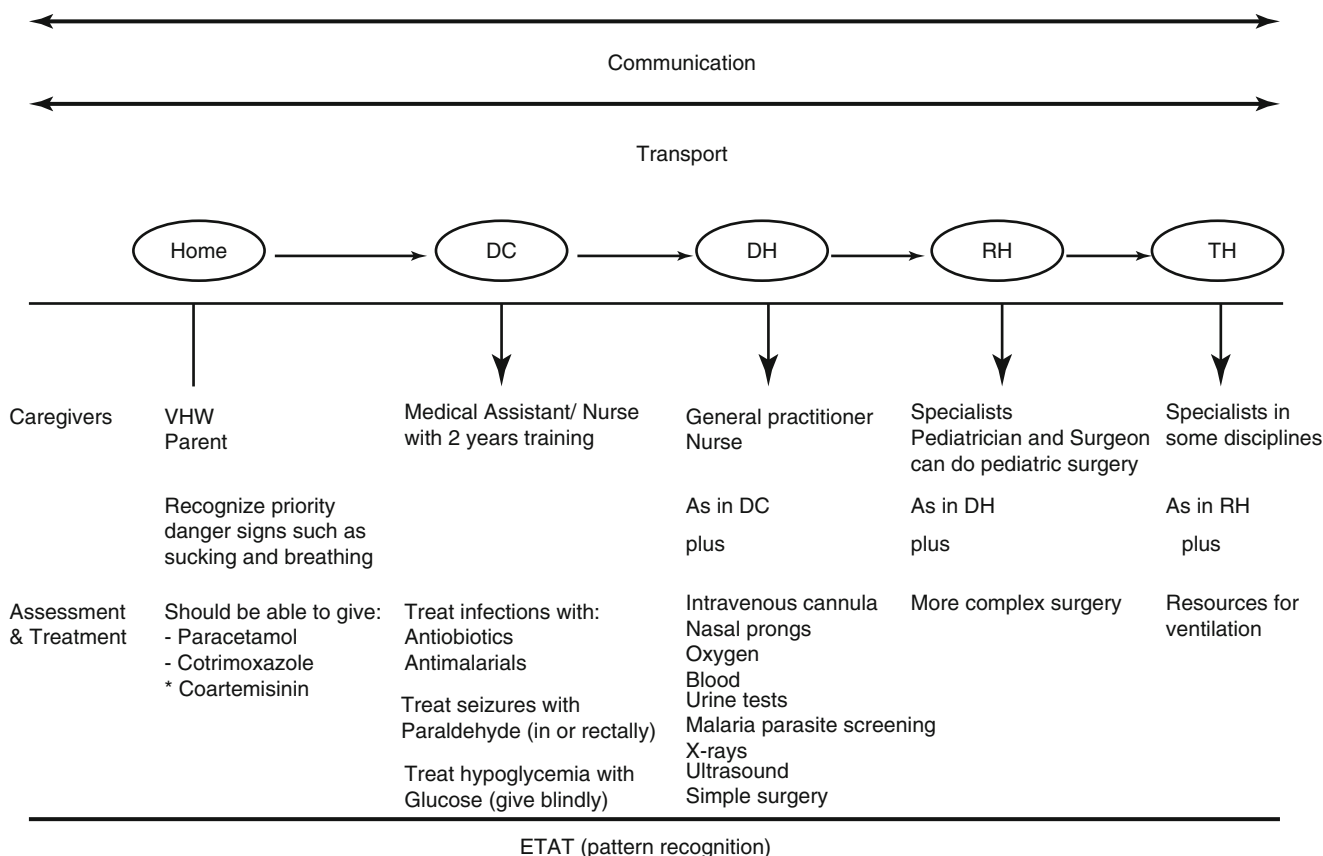 Communication
Transport
Home
DC
DH
RH
TH
Caregivers
VHW
Parent
Medical Assistant/ Nurse
with 2 years training
General practitioner
Nurse
Specialists
Pediatrician and Surgeon
can do pediatric surgery
Specialists in
some disciplines
Recognize priority
danger signs such as
sucking and breathing
As in DC
plus
As in DH
plus
As in RH
plus
Assessment
& Treatment
Should be able to give:
- Paracetamol
- Cotrimoxazole
* Coartemisinin
Treat infections with:
Antiobiotics
Antimalarials
Treat seizures with
Paraldehyde (in or rectally)
Treat hypoglycemia with
Glucose (give blindly)
Intravenous cannula
Nasal prongs
Oxygen
Blood
Urine tests
Malaria parasite screening
X-rays
Ultrasound
Simple surgery
More complex surgery
Resources for
ventilation
ETAT (pattern recognition)